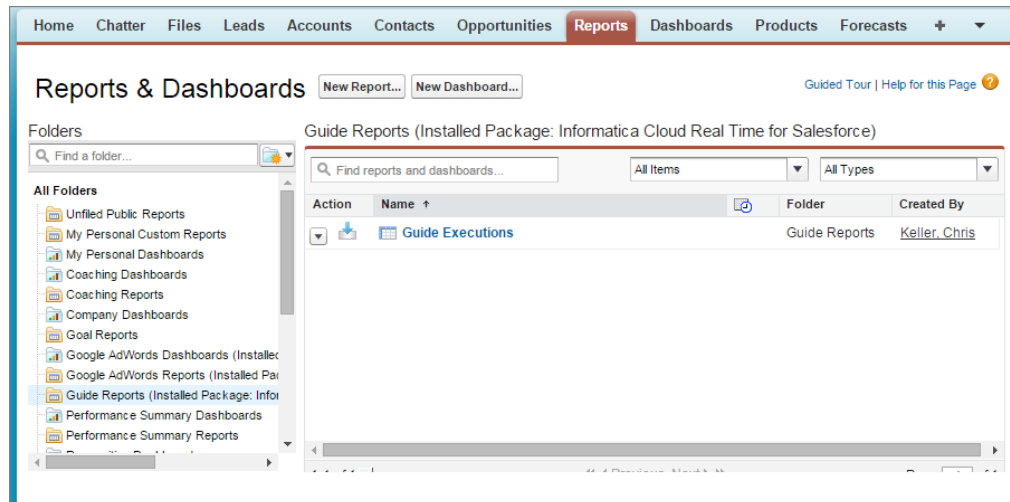 Home Chatter Files Leads Accounts Contacts Opportunities Reports Dashboards Products Forecasts +
Reports & Dashboards New Report... New Dashboard... Guided Tour | Help for this Page ?
Folders
Find a folder...
All Folders
Unfiled Public Reports
My Personal Custom Reports
My Personal Dashboards
Coaching Dashboards
Coaching Reports
Company Dashboards
Goal Reports
Google AdWords Dashboards (Installed
Google AdWords Reports (Installed Pac
Guide Reports (Installed Package: Infor
Performance Summary Dashboards
Performance Summary Reports
Guide Reports (Installed Package: Informatica Cloud Real Time for Salesforce)
Find reports and dashboards... All Items All Types
Action Name ↑ Folder Created By
Guide Executions Guide Reports Keller, Chris